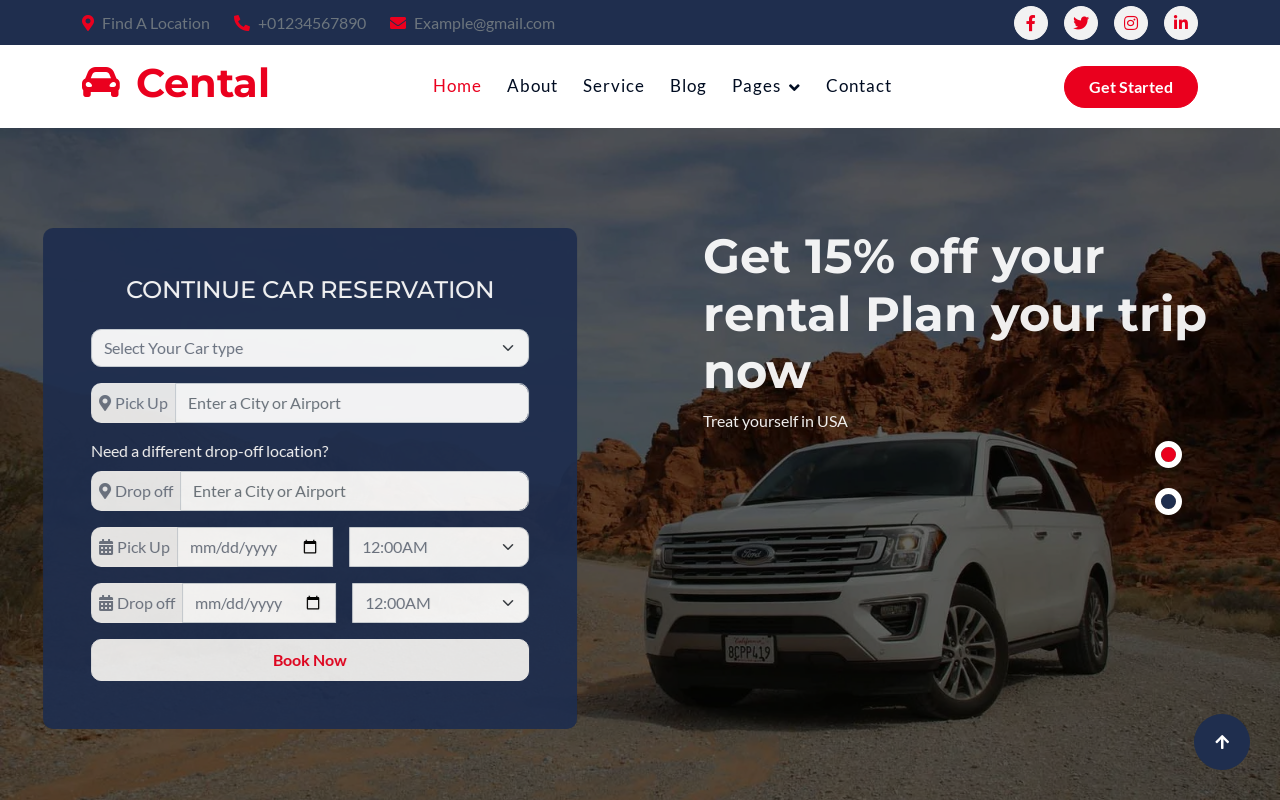 Find A Location
+01234567890
Example@gmail.com
Cental
Home
About
Service
Blog
Pages
Contact
Get Started
CONTINUE CAR RESERVATION
Select Your Car type
Pick Up
Enter a City or Airport
Need a different drop-off location?
Drop off
Enter a City or Airport
Pick Up
mm/dd/yyyy
12:00AM
Drop off
mm/dd/yyyy
12:00AM
Book Now
Get 15% off your
rental Plan your trip
now
Treat yourself in USA
Ford
California
8CPP419